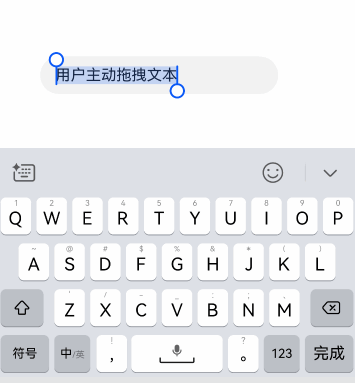 用户主动拖拽文本
1 2 3 4 5 6 7 8 9 0
Q W E R T Y U I O P
~ @ # $ % & * ( )
A S D F G H J K L
Z X C V B N M
! ?
符号 中/英 , 。 123 完成